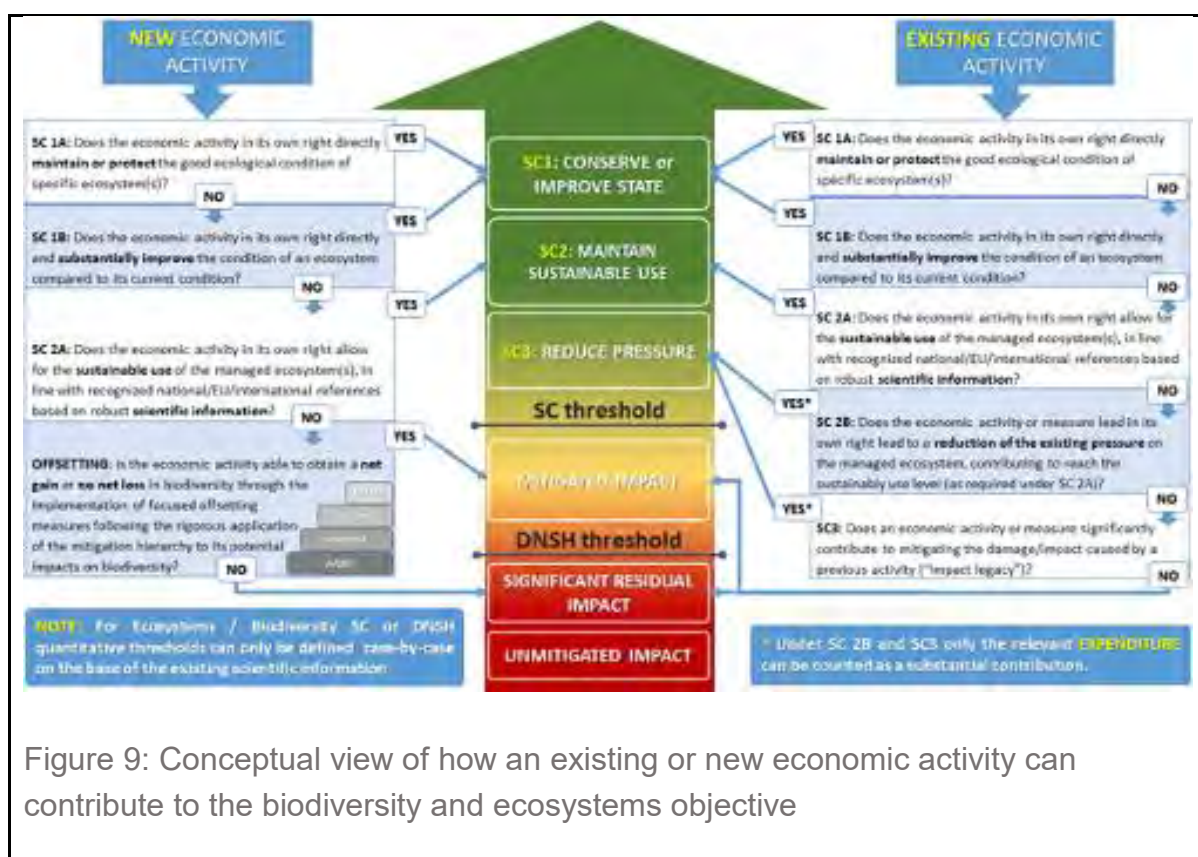 NEW ECONOMIC
ACTIVITY
SC 1A: Does the economic activity in its own right directly
maintain or protect the good ecological condition of
specific ecosystem(s)?
YES
NO
SC 1B: Does the economic activity in its own right directly
and substantially improve the condition of an ecosystem
compared to its current condition?
YES
NO
SC 2A: Does the economic activity in its own right allow
for the sustainable use of the managed ecosystem(s), in
line with recognized national/EU/international references
based on robust scientific information?
YES
NO
OFFSETTING: Is the economic activity able to obtain a net
gain or no net loss in biodiversity through the
implementation of focused offsetting
measures following the rigorous application
of the mitigation hierarchy to its potential
impacts on biodiversity?
YES
NO
NOTE: For Ecosystems / Biodiversity SC or DNSH
quantitative thresholds can only be defined case-by-case
on the base of the existing scientific information
SC1: CONSERVE or
IMPROVE STATE
SC2: MAINTAIN
SUSTAINABLE USE
SC3: REDUCE PRESSURE
SC threshold
MITIGATED IMPACT
DNSH threshold
SIGNIFICANT RESIDUAL
IMPACT
UNMITIGATED IMPACT
EXISTING ECONOMIC
ACTIVITY
YES
SC 1A: Does the economic activity in its own right directly
maintain or protect the good ecological condition of
specific ecosystem(s)?
NO
YES
SC 1B: Does the economic activity in its own right directly
and substantially improve the condition of an ecosystem
compared to its current condition?
NO
YES
SC 2A: Does the economic activity in its own right allow for
the sustainable use of the managed ecosystem(s), in line
with recognized national/EU/international references based
on robust scientific information?
NO
YES*
SC 2B: Does the economic activity or measure lead in its
own right lead to a reduction of the existing pressure on
the managed ecosystem, contributing to reach the
sustainably use level (as required under SC 2A)?
NO
YES*
SC3: Does an economic activity or measure significantly
contribute to mitigating the damage/impact caused by a
previous activity ("impact legacy")?
NO
* Under SC 2B and SC3 only the relevant EXPENDITURE
can be counted as a substantial contribution.
Figure 9: Conceptual view of how an existing or new economic activity can
contribute to the biodiversity and ecosystems objective